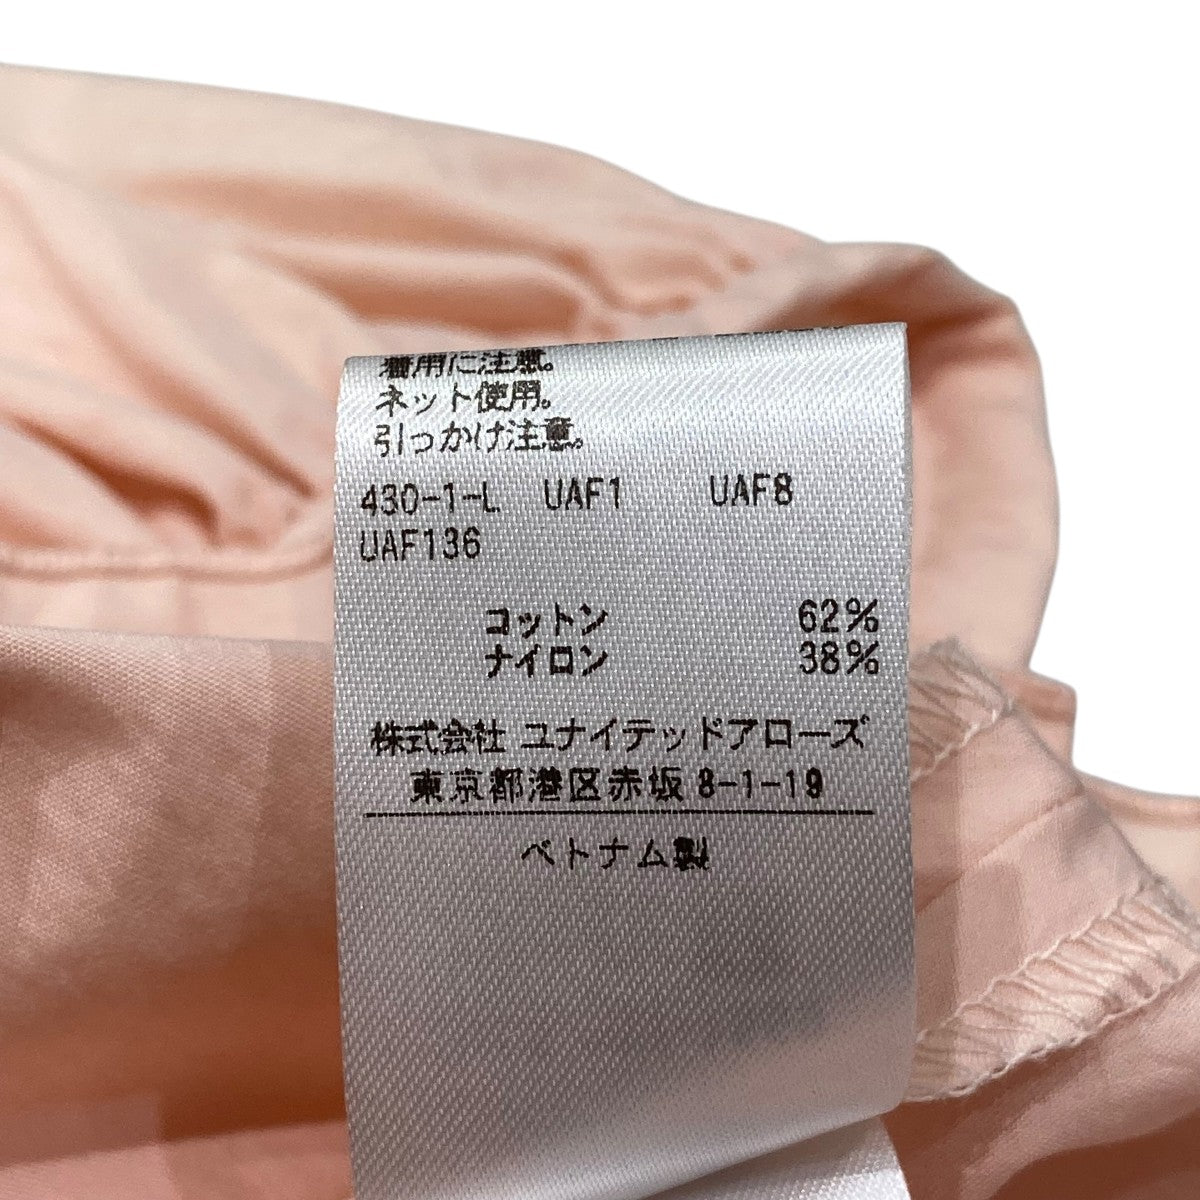 着用に注意。
ネット使用。
引っかけ注意。
430-1-L UAF1 UAF8
UAF136
コットン 62%
ナイロン 38%
株式会社 ユナイテッドアローズ
東京都港区赤坂 8-1-19
ベトナム製